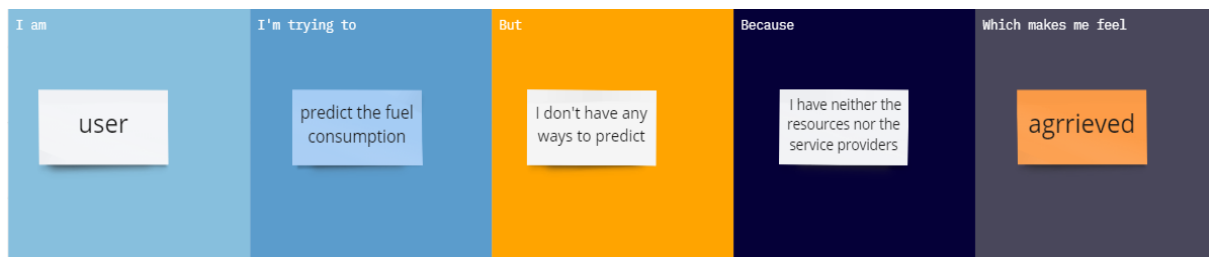 I am
I'm trying to
But
Because
Which makes me feel
user
predict the fuel
consumption
I don't have any
ways to predict
I have neither the
resources nor the
service providers
agrrieved